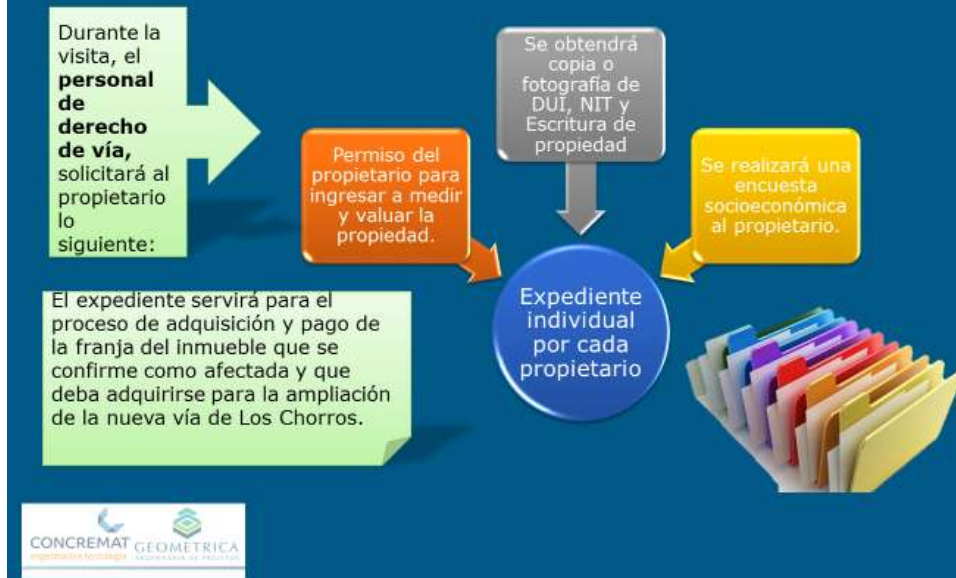 Durante la
visita, el
personal
de
derecho
de vía,
solicitará al
propietario
lo
siguiente:
Permiso del
propietario para
ingresar a medir
y valuar la
propiedad.
Se obtendrá
copia o
fotografía de
DUI, NIT y
Escritura de
propiedad
Se realizará una
encuesta
socioeconómica
al propietario.
Expediente
individual
por cada
propietario
El expediente servirá para el
proceso de adquisición y pago de
la franja del inmueble que se
confirme como afectada y que
deba adquirirse para la ampliación
de la nueva vía de Los Chorros.
CONCREMAT
GEOMETRICA